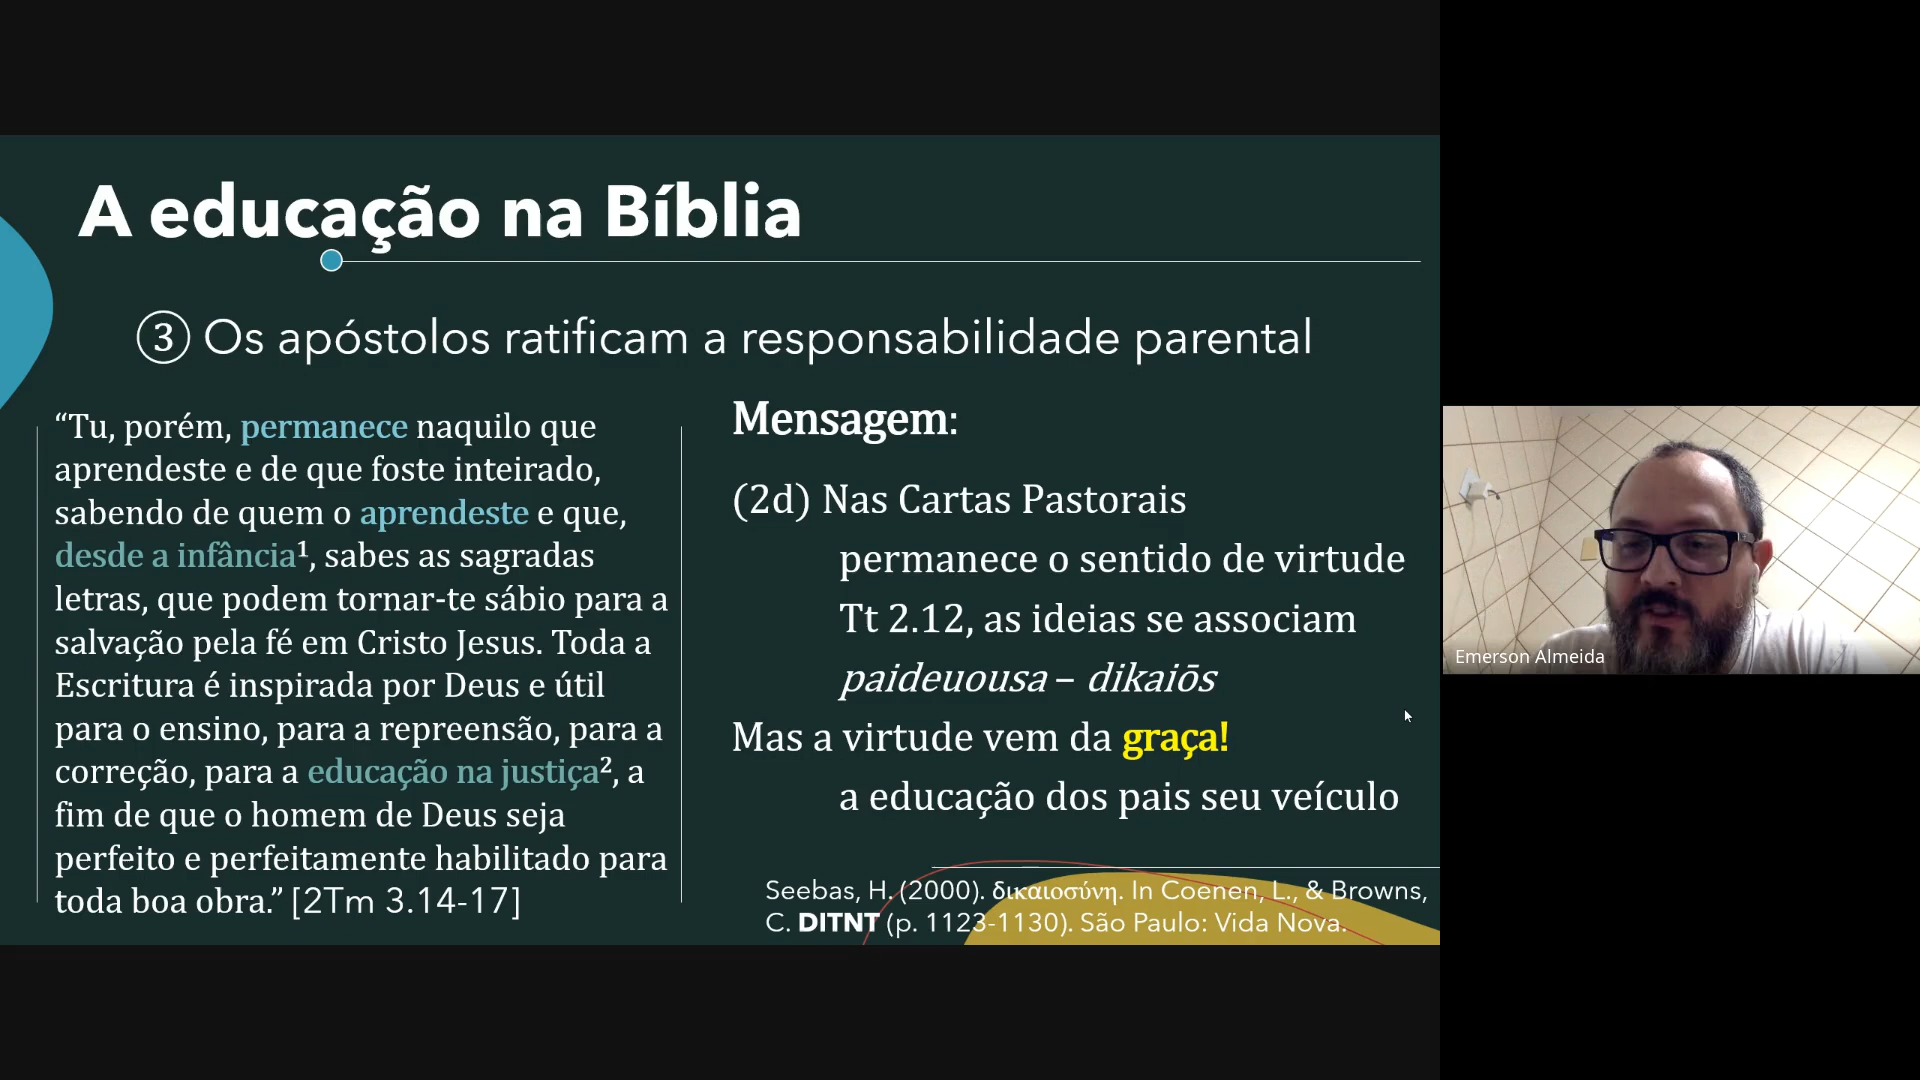 A educação na Bíblia
③ Os apóstolos ratificam a responsabilidade parental
“Tu, porém, permanece naquilo que
aprendeste e de que foste inteirado,
sabendo de quem o aprendeste e que,
desde a infância¹, sabes as sagradas
letras, que podem tornar-te sábio para a
salvação pela fé em Cristo Jesus. Toda a
Escritura é inspirada por Deus e útil
para o ensino, para a repreensão, para a
correção, para a educação na justiça², a
fim de que o homem de Deus seja
perfeito e perfeitamente habilitado para
toda boa obra.” [2Tm 3.14-17]
Mensagem:
(2d) Nas Cartas Pastorais
permanece o sentido de virtude
Tt 2.12, as ideias se associam
paideuousa – dikaiōs
Mas a virtude vem da graça!
a educação dos pais seu veículo
Seebas, H. (2000). δικαιοσύνη. In Coenen, L., & Browns,
C. DITNT (p. 1123-1130). São Paulo: Vida Nova.
Emerson Almeida